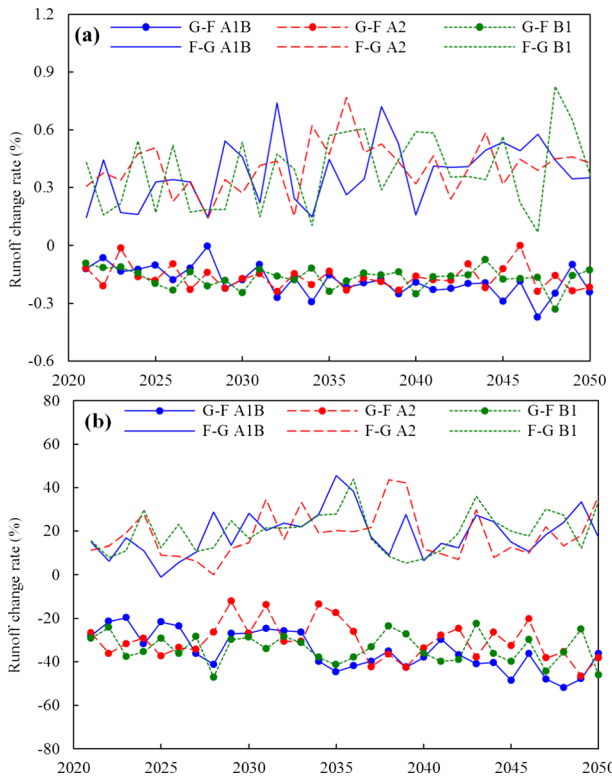 1.2
(a)
G-F A1B
G-F A2
G-F B1
F-G A1B
F-G A2
F-G B1
0.9
0.6
0.3
0
-0.3
-0.6
Runoff change rate (%)
2020
2025
2030
2035
2040
2045
2050
80
(b)
G-F A1B
G-F A2
G-F B1
F-G A1B
F-G A2
F-G B1
60
40
20
0
-20
-40
-60
-80
Runoff change rate (%)
2020
2025
2030
2035
2040
2045
2050